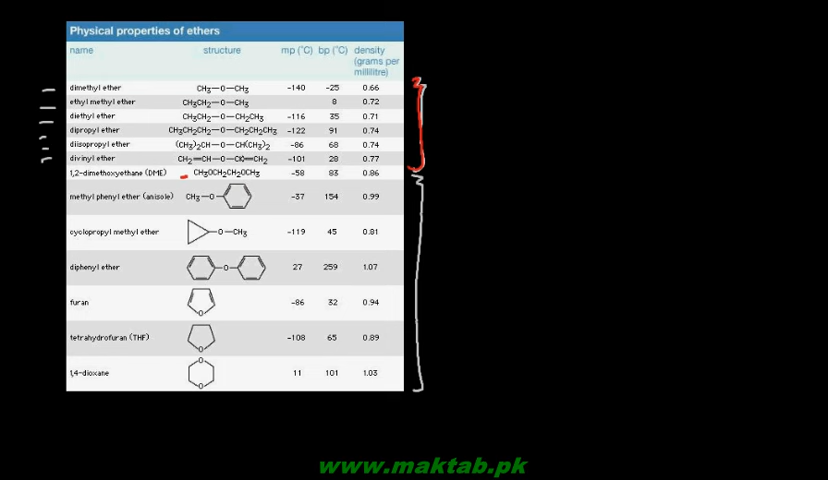 Physical properties of ethers
name structure mp (°C) bp (°C) density (grams per millilitre)
dimethyl ether CH3—O—CH3 -140 -25 0.66
ethyl methyl ether CH3CH2—O—CH3 8 0.72
diethyl ether CH3CH2—O—CH2CH3 -116 35 0.71
dipropyl ether CH3CH2CH2—O—CH2CH2CH3 -122 91 0.74
diisopropyl ether (CH3)2CH—O—CH(CH3)2 -86 68 0.74
divinyl ether CH2=CH—O—CH=CH2 -101 28 0.77
1,2-dimethoxyethane (DME) CH3OCH2CH2OCH3 -58 83 0.86
methyl phenyl ether (anisole) CH3—O— -37 154 0.99
cyclopropyl methyl ether —O—CH3 -119 45 0.81
diphenyl ether —O— 27 259 1.07
furan O -86 32 0.94
tetrahydrofuran (THF) O -108 65 0.89
1,4-dioxane O O 11 101 1.03
www.maktab.pk